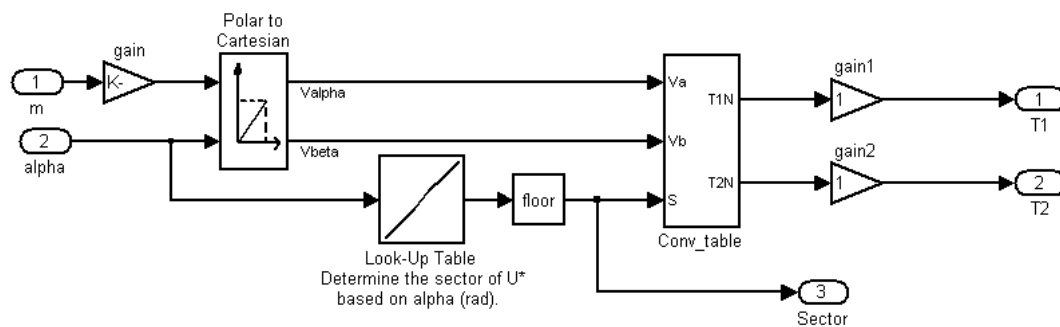 Polar to
Cartesian
gain
K-
1
m
2
alpha
Valpha
Vbeta
Va
Vb
S
T1N
T2N
Conv_table
gain1
1
1
T1
gain2
1
2
T2
floor
Look-Up Table
Determine the sector of U*
based on alpha (rad).
3
Sector